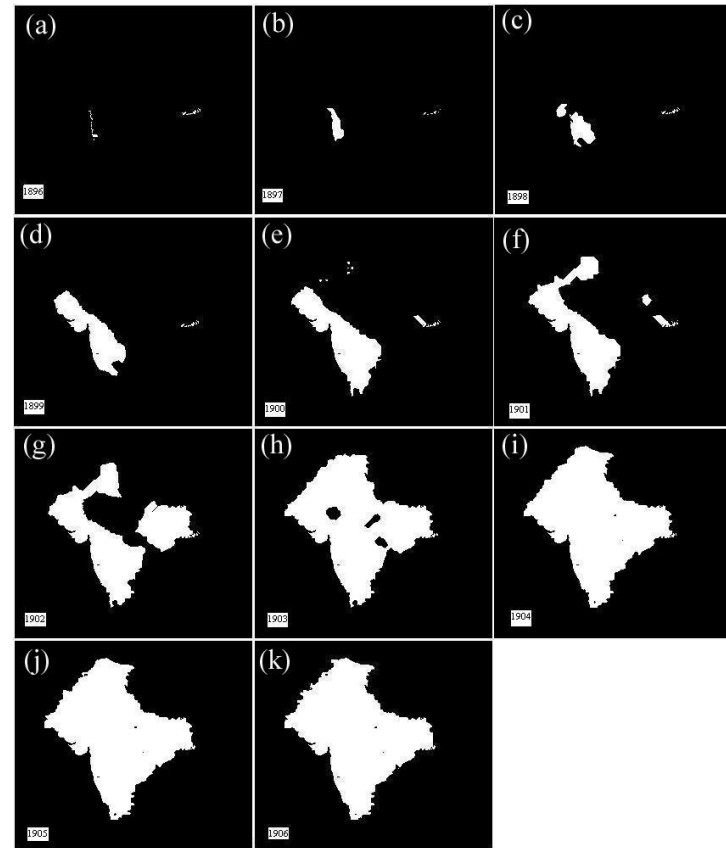 (a)
1896
(b)
1897
(c)
1898
(d)
1899
(e)
1900
(f)
1901
(g)
1902
(h)
1903
(i)
1904
(j)
1905
(k)
1906